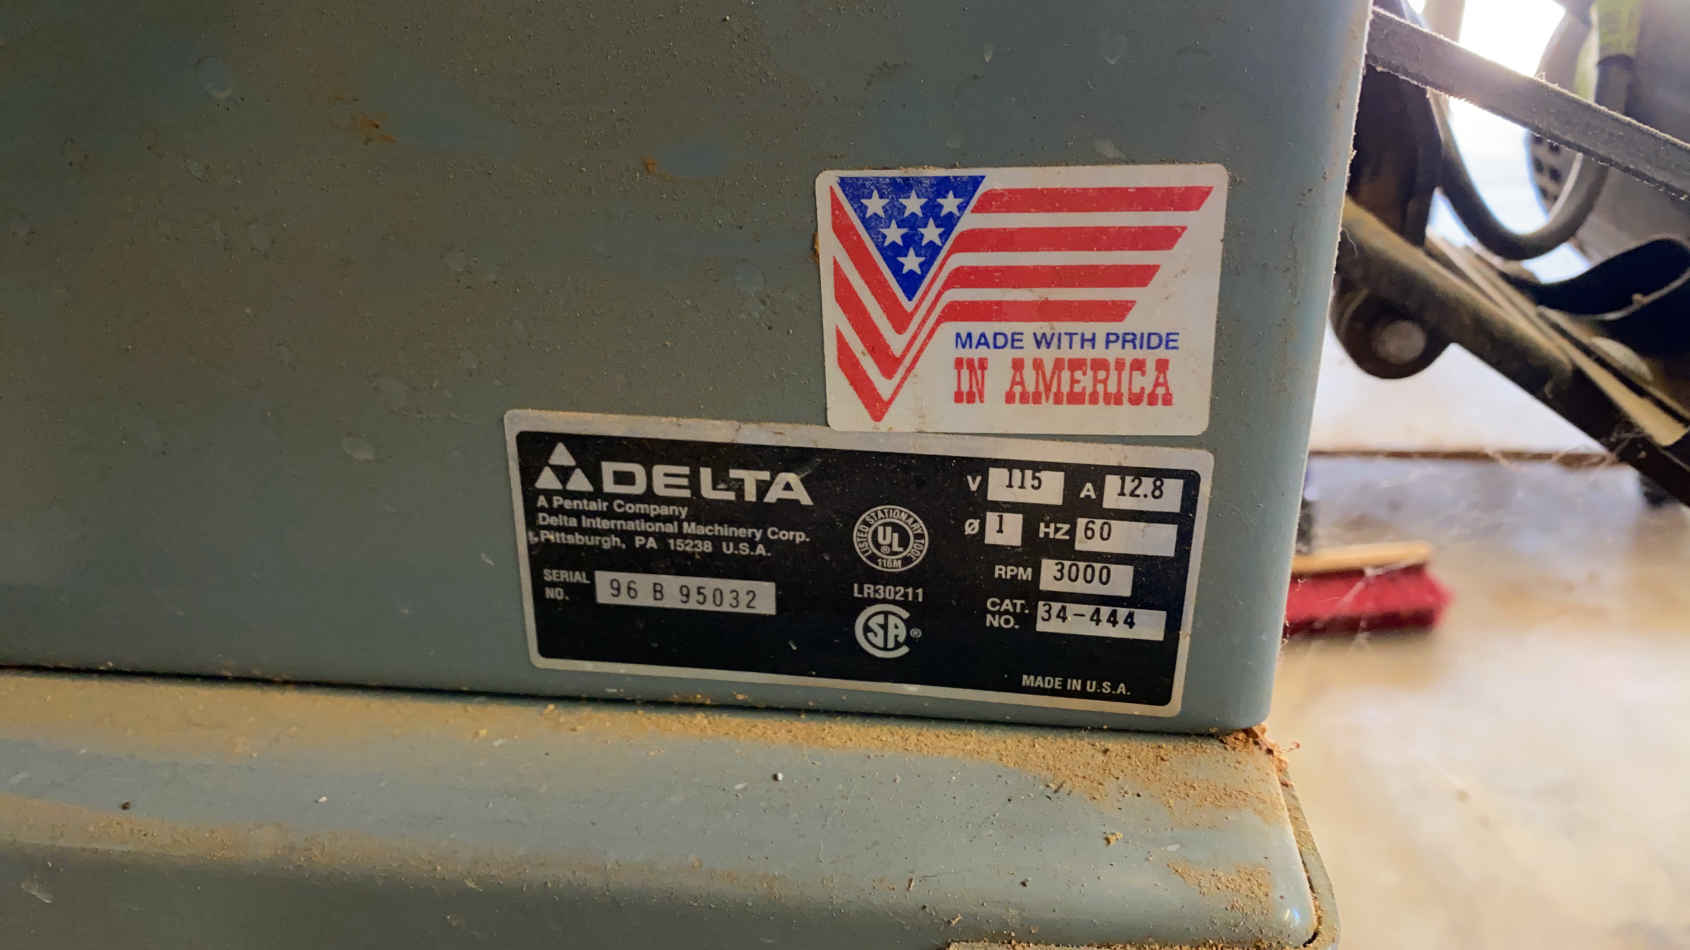 MADE WITH PRIDE
IN AMERICA
DELTA
A Pentair Company
Delta International Machinery Corp.
Pittsburgh, PA 15238 U.S.A.
SERIAL NO. 96 B 95032
LISTED STATIONARY TOOL
UL
®
116M
LR30211
SA ®
V 115 A 12.8
Ø 1 HZ 60
RPM 3000
CAT. NO. 34-444
MADE IN U.S.A.